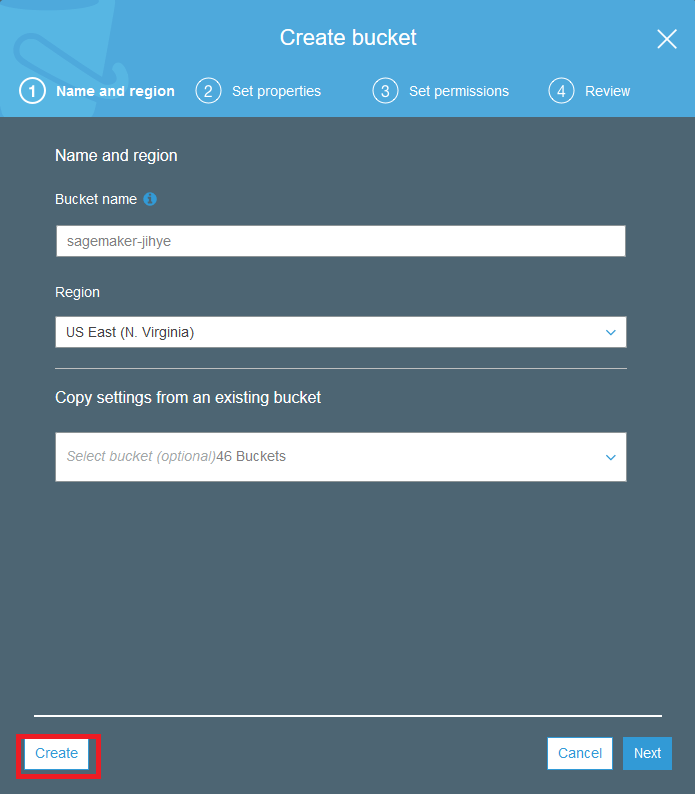 Create bucket
1 Name and region 2 Set properties 3 Set permissions 4 Review
Name and region
Bucket name
sagemaker-jihye
Region
US East (N. Virginia)
Copy settings from an existing bucket
Select bucket (optional)46 Buckets
Create Cancel Next